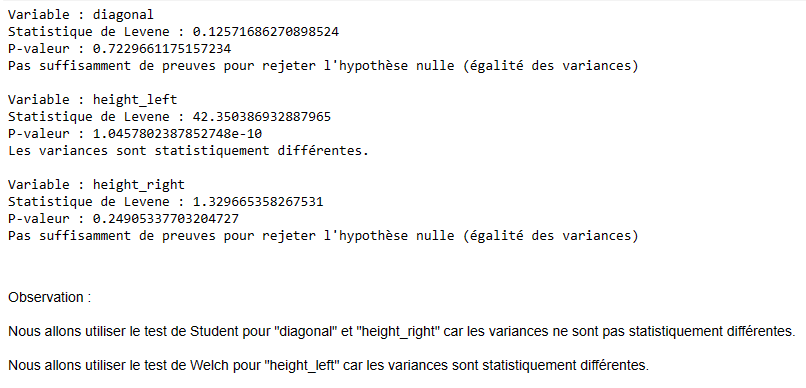 Variable : diagonal
Statistique de Levene : 0.12571686270898524
P-valeur : 0.7229661175157234
Pas suffisamment de preuves pour rejeter l'hypothèse nulle (égalité des variances)
Variable : height_left
Statistique de Levene : 42.350386932887965
P-valeur : 1.0457802387852748e-10
Les variances sont statistiquement différentes.
Variable : height_right
Statistique de Levene : 1.329665358267531
P-valeur : 0.24905337703204727
Pas suffisamment de preuves pour rejeter l'hypothèse nulle (égalité des variances)
Observation :
Nous allons utiliser le test de Student pour "diagonal" et "height_right" car les variances ne sont pas statistiquement différentes.
Nous allons utiliser le test de Welch pour "height_left" car les variances sont statistiquement différentes.